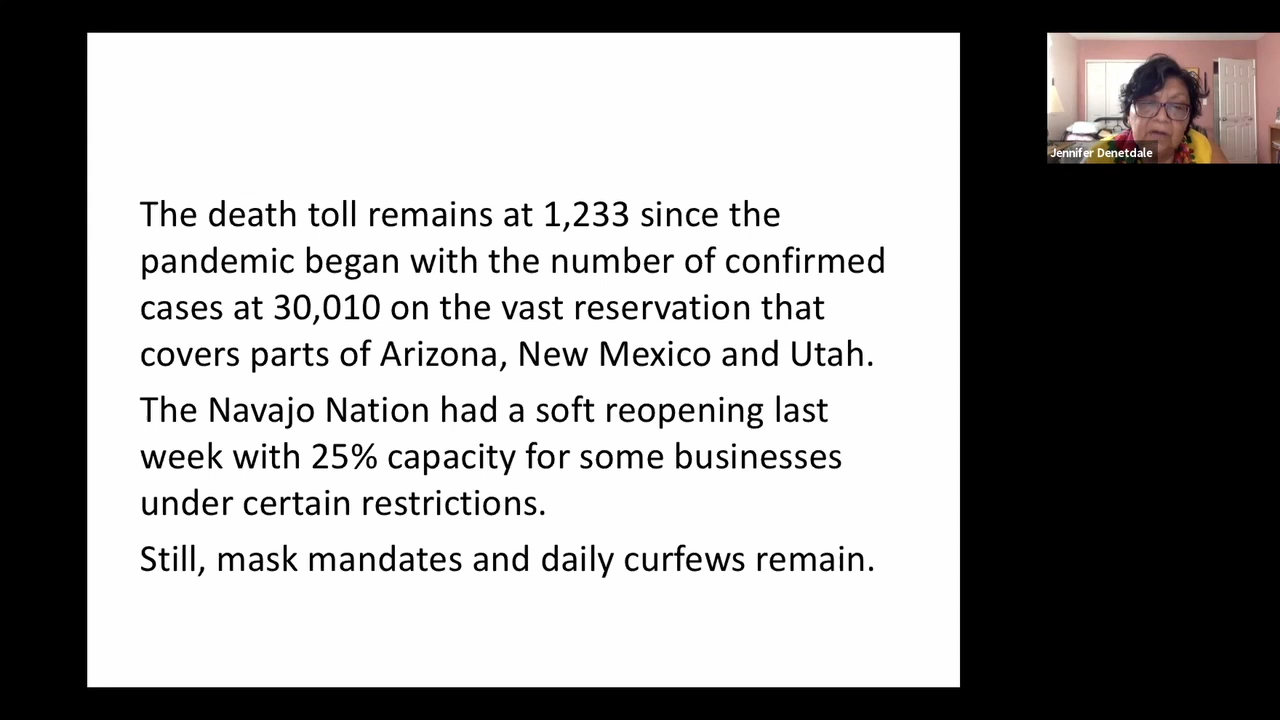 The death toll remains at 1,233 since the
pandemic began with the number of confirmed
cases at 30,010 on the vast reservation that
covers parts of Arizona, New Mexico and Utah.
The Navajo Nation had a soft reopening last
week with 25% capacity for some businesses
under certain restrictions.
Still, mask mandates and daily curfews remain.
Jennifer Denetdale